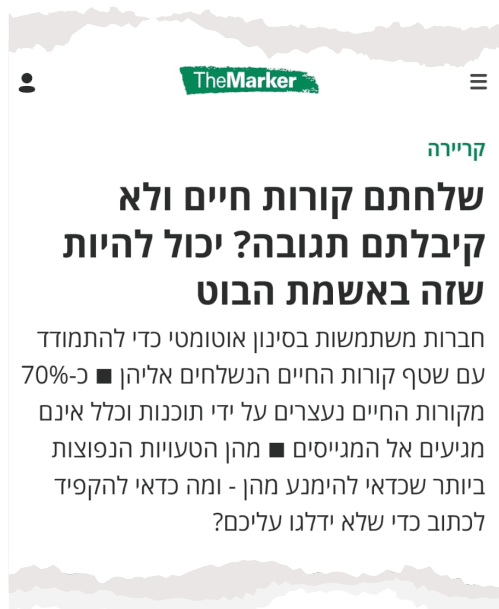 TheMarker
קריירה
שלחתם קורות חיים ולא
קיבלתם תגובה? יכול להיות
שזה באשמת הבוט
חברות משתמשות בסינון אוטומטי כדי להתמודד
עם שטף קורות החיים הנשלחים אליהן ■ כ-70%
מקורות החיים נעצרים על ידי תוכנות וכלל אינם
מגיעים אל המגייסים ■ מהן הטעויות הנפוצות
ביותר שכדאי להימנע מהן - ומה כדאי להקפיד
לכתוב כדי שלא ידלגו עליכם?